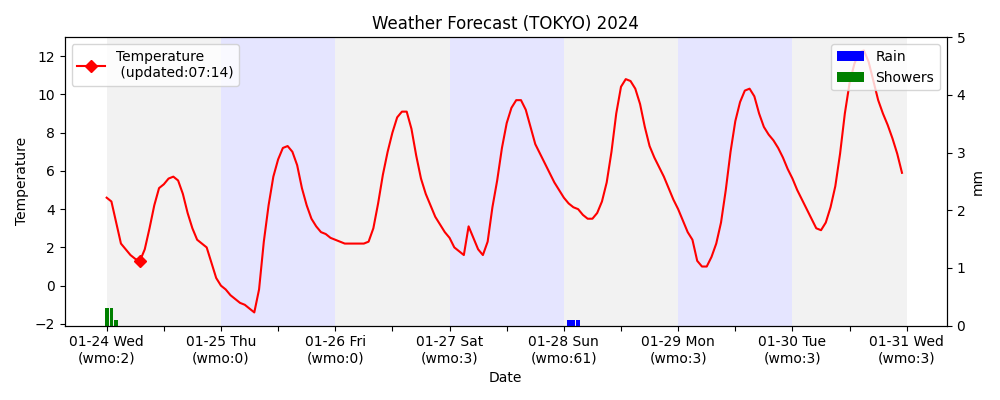 Weather Forecast (TOKYO) 2024
Temperature
(updated:07:14)
Rain
Showers
Temperature
12
10
8
6
4
2
0
−2
5
4
3
2
1
0
mm
01-24 Wed
(wmo:2)
01-25 Thu
(wmo:0)
01-26 Fri
(wmo:0)
01-27 Sat
(wmo:3)
01-28 Sun
(wmo:61)
01-29 Mon
(wmo:3)
01-30 Tue
(wmo:3)
01-31 Wed
(wmo:3)
Date